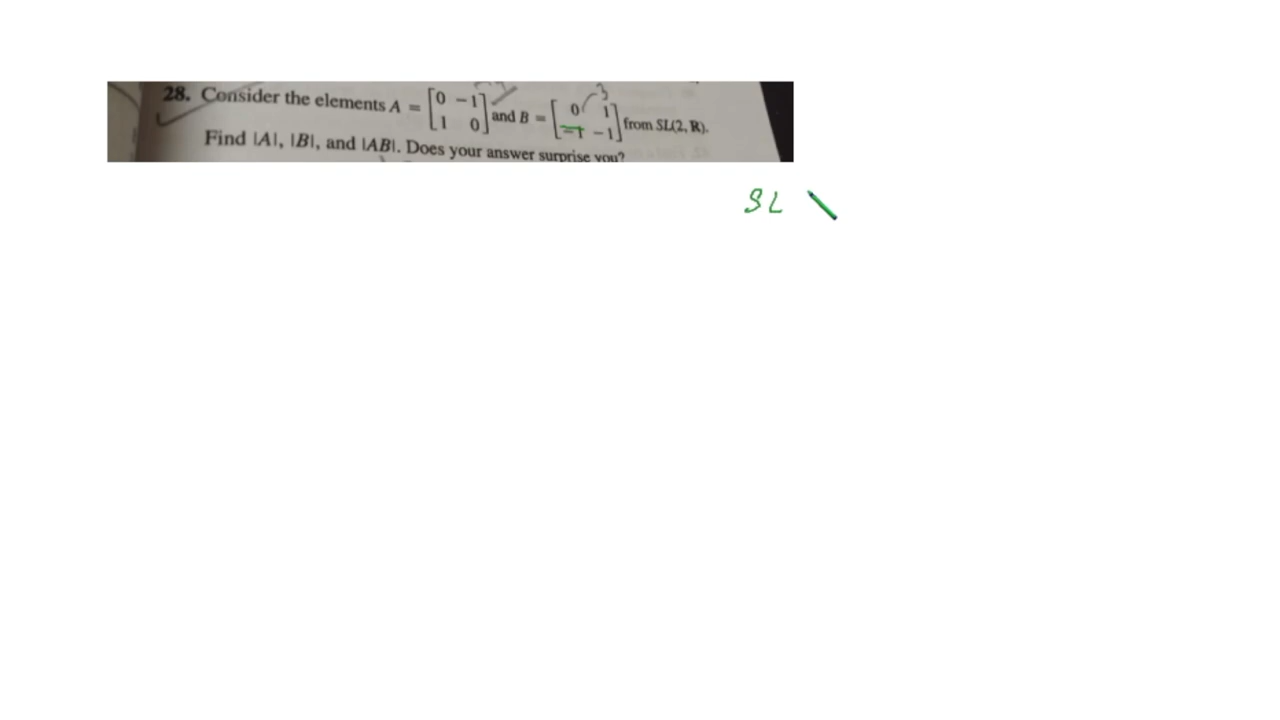 28. Consider the elements A = [0 -1 1 0] and B = [0 1 -1 -1] from SL(2, R).
Find |A|, |B|, and |AB|. Does your answer surprise you?
SL